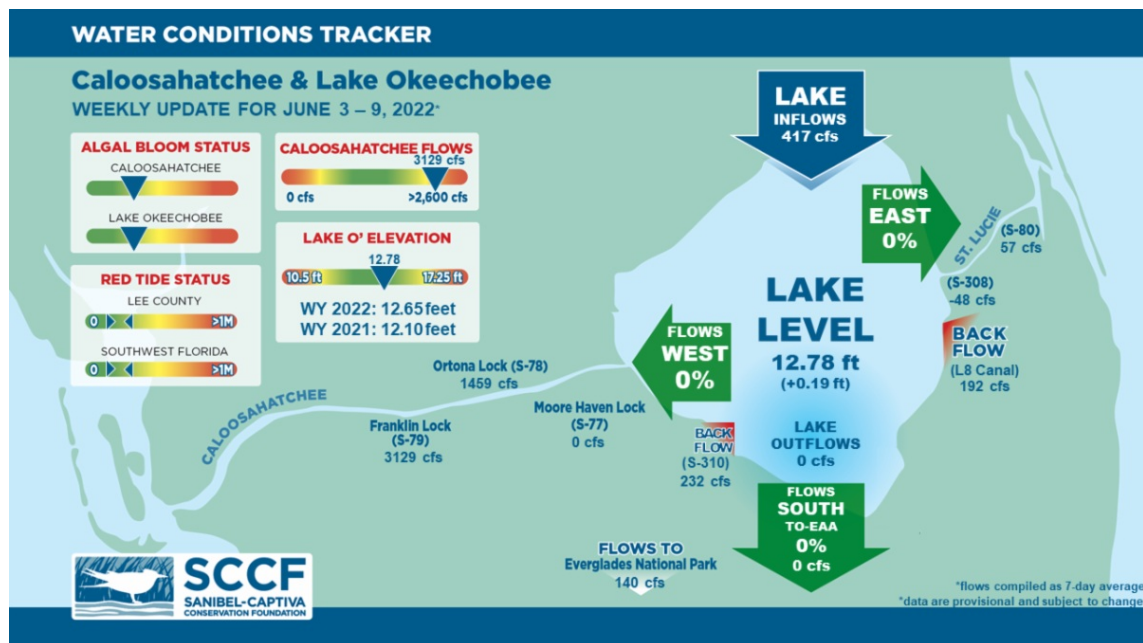 WATER CONDITIONS TRACKER
Caloosahatchee & Lake Okeechobee
WEEKLY UPDATE FOR JUNE 3 – 9, 2022*
ALGAL BLOOM STATUS
CALOOSAHATCHEE
LAKE OKEECHOBEE
RED TIDE STATUS
LEE COUNTY
0
>1M
SOUTHWEST FLORIDA
0
>1M
CALOOSAHATCHEE FLOWS
3129 cfs
0 cfs
>2,600 cfs
LAKE O' ELEVATION
12.78
10.5 ft
17.25 ft
WY 2022: 12.65 feet
WY 2021: 12.10 feet
LAKE
INFLOWS
417 cfs
FLOWS
EAST
0%
ST. LUCIE
(S-80)
57 cfs
(S-308)
-48 cfs
BACK
FLOW
(L8 Canal)
192 cfs
LAKE
LEVEL
12.78 ft
(+0.19 ft)
FLOWS
WEST
0%
Ortona Lock (S-78)
1459 cfs
Moore Haven Lock
(S-77)
0 cfs
CALOOSAHATCHEE
Franklin Lock
(S-79)
3129 cfs
BACK
FLOW
(S-310)
232 cfs
LAKE
OUTFLOWS
0 cfs
FLOWS
SOUTH
TO-EAA
0%
0 cfs
FLOWS TO
Everglades National Park
140 cfs
SCCF
SANIBEL-CAPTIVA
CONSERVATION FOUNDATION
*flows compiled as 7-day average
*data are provisional and subject to change